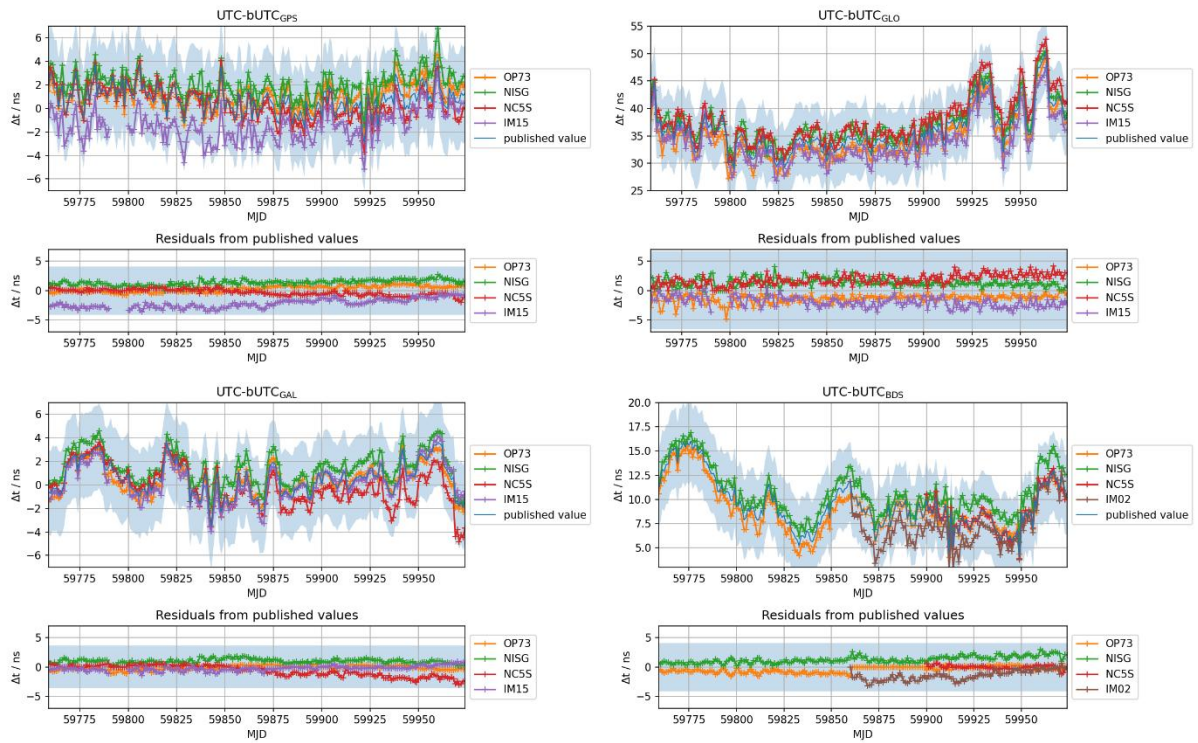 UTC-bUTC_GPS
6
4
2
0
−2
−4
−6
Δt / ns
59775 59800 59825 59850 59875 59900 59925 59950
MJD
OP73
NISG
NC5S
IM15
published value
Residuals from published values
5
0
−5
Δt / ns
59775 59800 59825 59850 59875 59900 59925 59950
MJD
OP73
NISG
NC5S
IM15
UTC-bUTC_GLO
55
50
45
40
35
30
25
Δt / ns
59775 59800 59825 59850 59875 59900 59925 59950
MJD
OP73
NISG
NC5S
IM15
published value
Residuals from published values
5
0
−5
Δt / ns
59775 59800 59825 59850 59875 59900 59925 59950
MJD
OP73
NISG
NC5S
IM15
UTC-bUTC_GAL
6
4
2
0
−2
−4
−6
Δt / ns
59775 59800 59825 59850 59875 59900 59925 59950
MJD
OP73
NISG
NC5S
IM15
published value
Residuals from published values
5
0
−5
Δt / ns
59775 59800 59825 59850 59875 59900 59925 59950
MJD
OP73
NISG
NC5S
IM15
UTC-bUTC_BDS
20.0
17.5
15.0
12.5
10.0
7.5
5.0
Δt / ns
59775 59800 59825 59850 59875 59900 59925 59950
MJD
OP73
NISG
NC5S
IM02
published value
Residuals from published values
5
0
−5
Δt / ns
59775 59800 59825 59850 59875 59900 59925 59950
MJD
OP73
NISG
NC5S
IM02